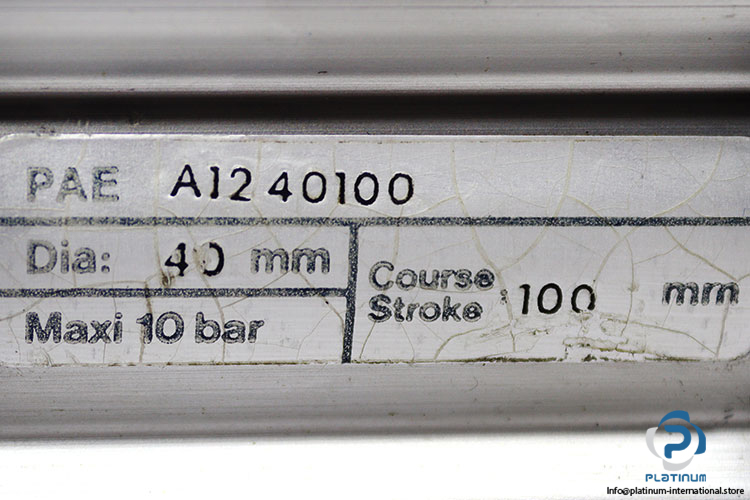 PAE A12 40100
Dia: 40 mm
Maxi 10 bar
Course
Stroke : 100 mm
PLATINUM
Info@platinum-international.store